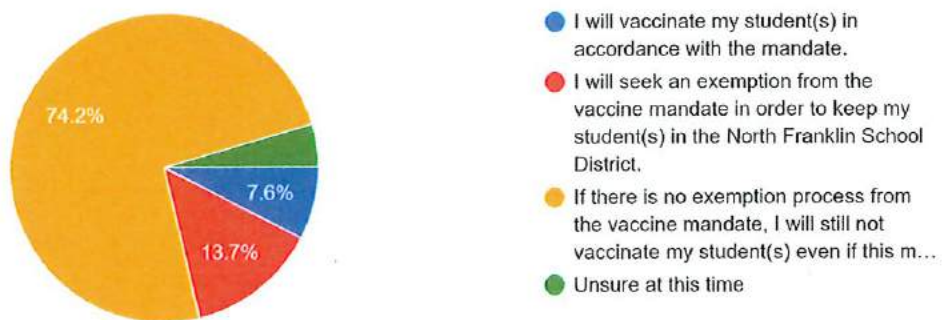 74.2%
7.6%
13.7%
I will vaccinate my student(s) in
accordance with the mandate.
I will seek an exemption from the
vaccine mandate in order to keep my
student(s) in the North Franklin School
District.
If there is no exemption process from
the vaccine mandate, I will still not
vaccinate my student(s) even if this m...
Unsure at this time